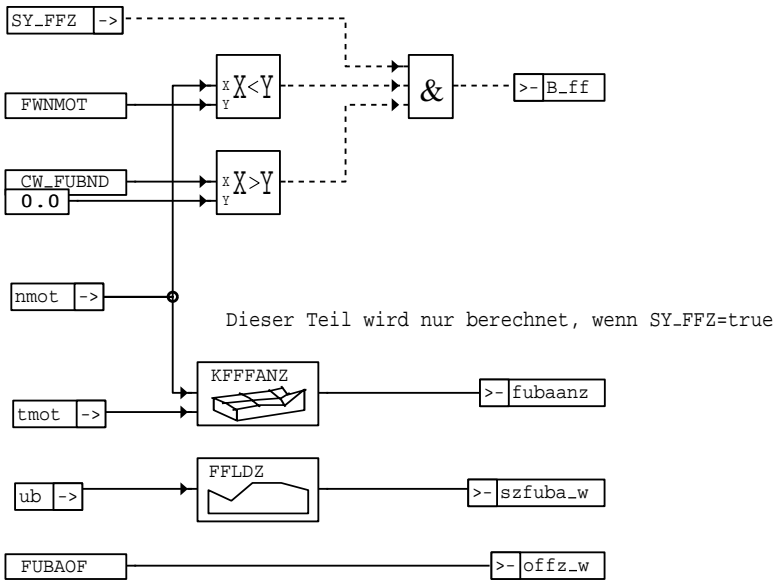 SY_FFZ ->
FWNMOT
X X<Y
Y
&
>- B_ff
CW_FUBND
0.0
X X>Y
Y
nmot ->
Dieser Teil wird nur berechnet, wenn SY_FFZ=true
KFFFANZ
>- fubaanz
tmot ->
FFLDZ
ub ->
>- szfuba_w
FUBAOF
>- offz_w